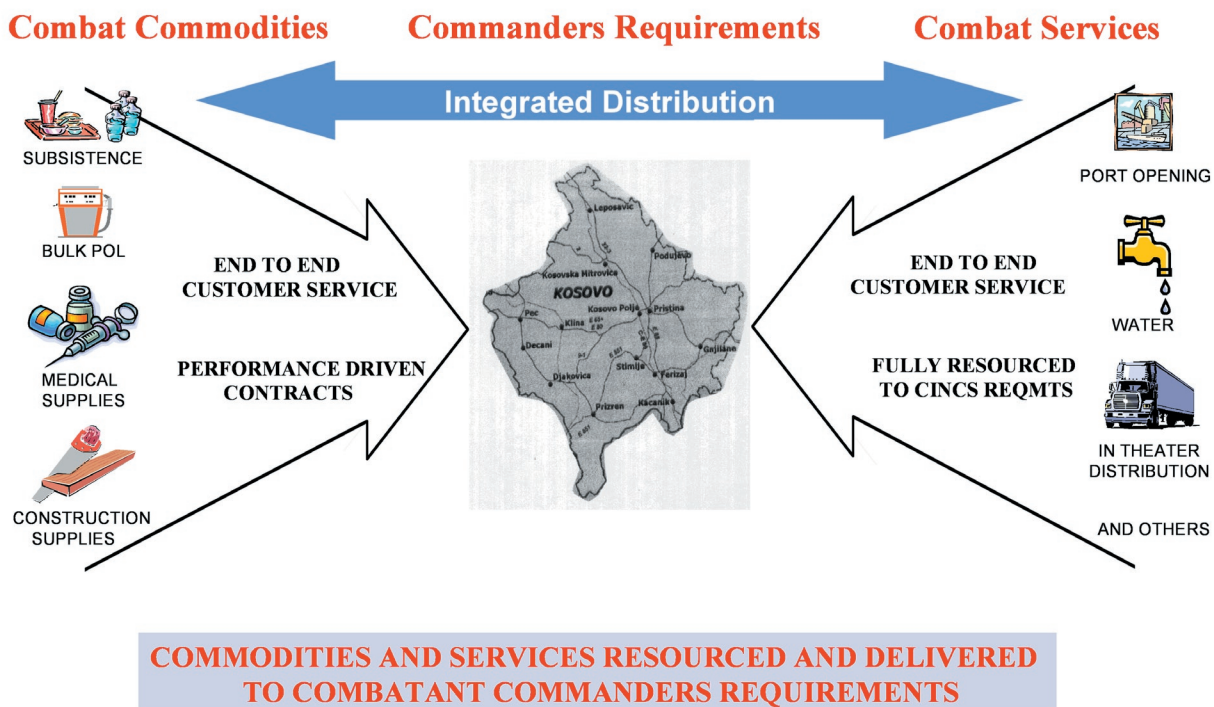 Combat Commodities
Commanders Requirements
Combat Services
Integrated Distribution
SUBSISTENCE
BULK POL
MEDICAL
SUPPLIES
CONSTRUCTION
SUPPLIES
END TO END
CUSTOMER SERVICE
PERFORMANCE DRIVEN
CONTRACTS
Leposavic
Podujevo
Kosovska Mitrovica
KOSOVO
Pec
Klina
Kosovo Polje
Pristina
Decani
Gnjilane
Stimlje
Djakovica
Ferizaj
Prizren
Kacanik
END TO END
CUSTOMER SERVICE
FULLY RESOURCED
TO CINCS REQMTS
PORT OPENING
WATER
IN THEATER
DISTRIBUTION
AND OTHERS
COMMODITIES AND SERVICES RESOURCED AND DELIVERED
TO COMBATANT COMMANDERS REQUIREMENTS